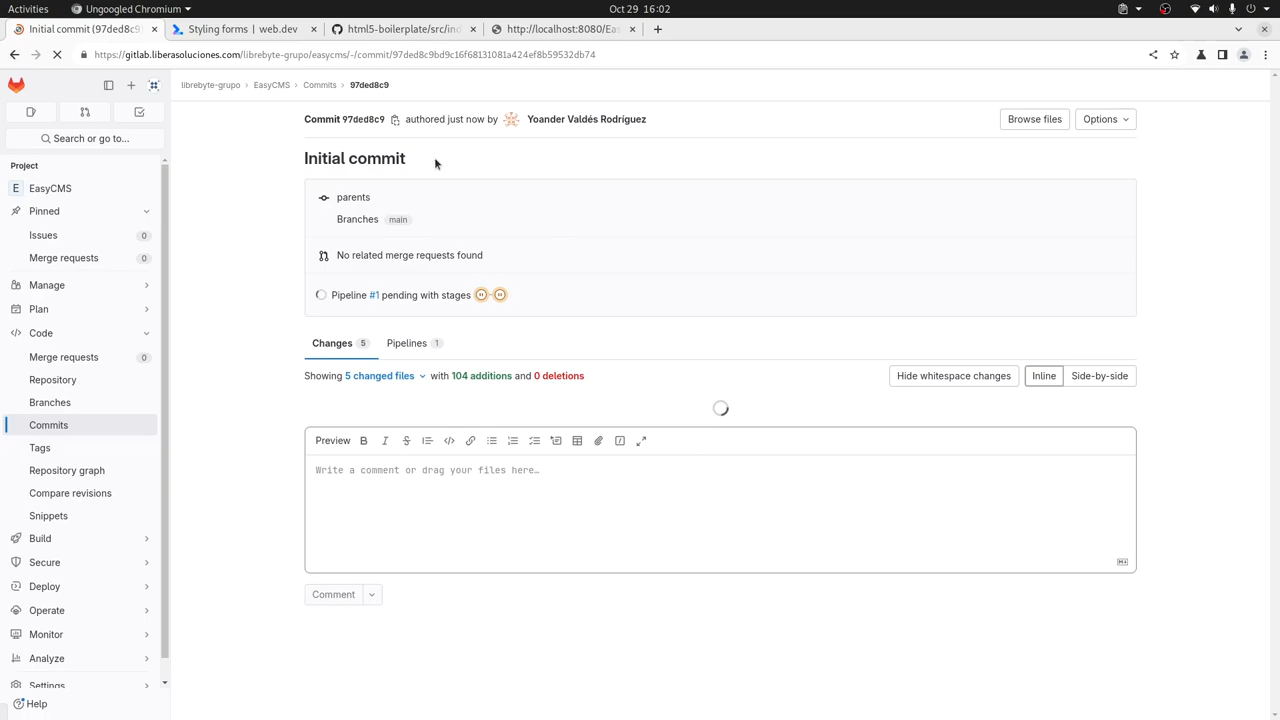 Activities
Ungoogled Chromium
Oct 29 16:02
Initial commit (97ded8c9
Styling forms | web.dev
html5-boilerplate/src/ind
http://localhost:8080/Eas
https://gitlab.liberasoluciones.com/librebyte-grupo/easycms/-/commit/97ded8c9bd9c16f68131081a424ef8b59532db74
librebyte-grupo
EasyCMS
Commits
97ded8c9
Search or go to...
Project
E EasyCMS
Pinned
Issues 0
Merge requests 0
Manage
Plan
Code
Merge requests 0
Repository
Branches
Commits
Tags
Repository graph
Compare revisions
Snippets
Build
Secure
Deploy
Operate
Monitor
Analyze
Settings
Help
Commit 97ded8c9 authored just now by Yoander Valdés Rodríguez
Browse files
Options
Initial commit
parents
Branches main
No related merge requests found
Pipeline #1 pending with stages
Changes 5
Pipelines 1
Showing 5 changed files with 104 additions and 0 deletions
Hide whitespace changes
Inline
Side-by-side
Preview
Write a comment or drag your files here…
Comment